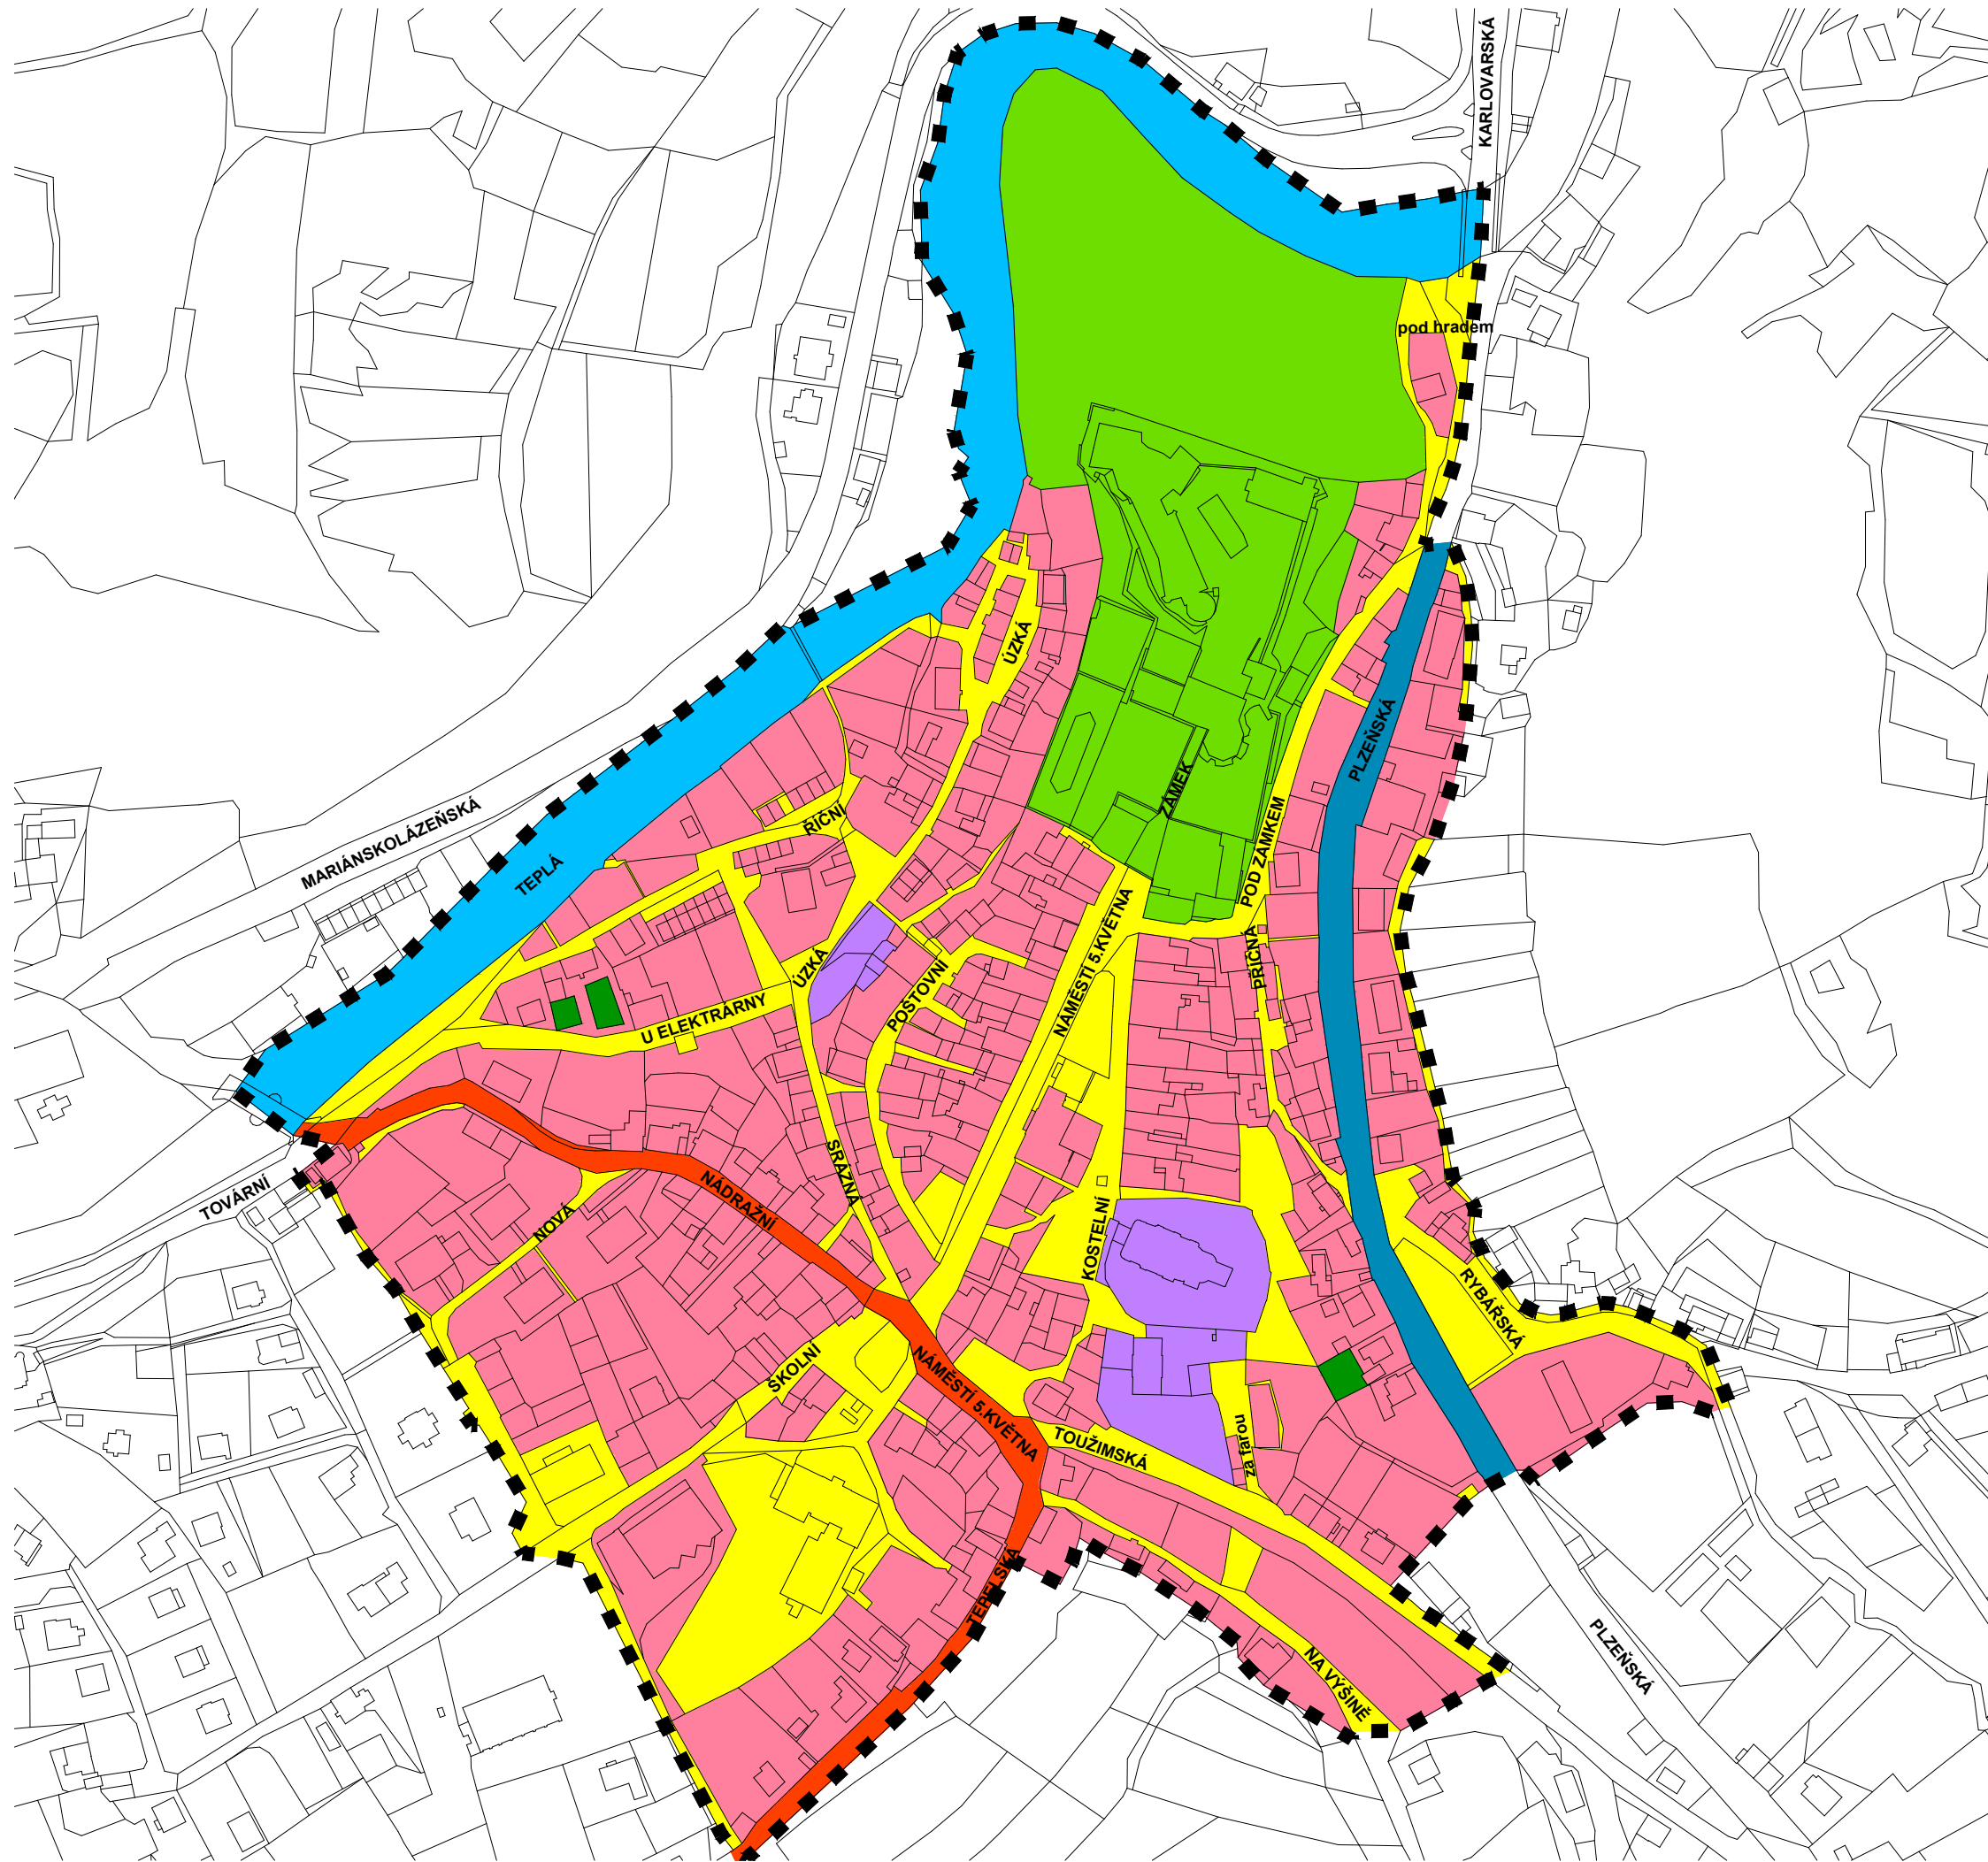 KARLOVARSKÁ
pod hradem
ÚZKÁ
PLZEŇSKÁ
ZÁMEK
MARIÁNSKOLÁZEŇSKÁ
ŘÍČNÍ
POD ZÁMKEM
TEPLÁ
NÁMĚSTÍ 5.KVĚTNA
PŘÍČNÁ
ÚZKÁ
POŠTOVNÍ
U ELEKTRÁRNY
SRÁZNÁ
TOVÁRNÍ
NÁDRAŽNÍ
NOVÁ
KOSTELNÍ
RYBÁŘSKÁ
ŠKOLNÍ
NÁMĚSTÍ 5.KVĚTNA
TOUŽIMSKÁ
za farou
TEPELSKÁ
NA VÝŠINĚ
PLZEŇSKÁ